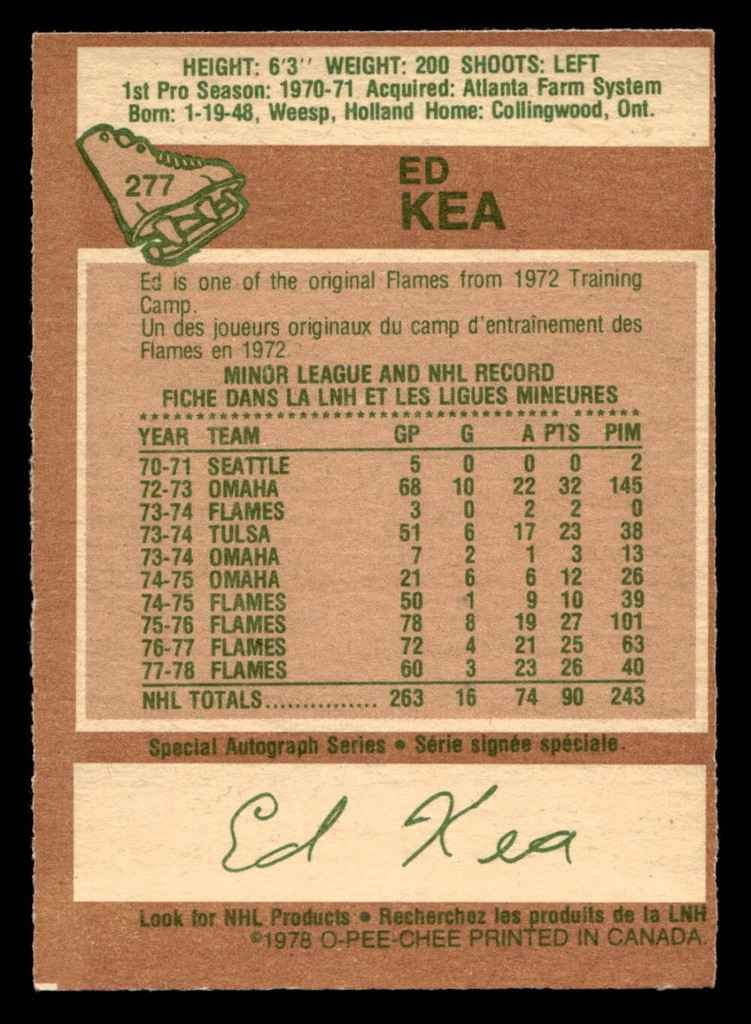 HEIGHT: 6'3'' WEIGHT: 200 SHOOTS: LEFT
1st Pro Season: 1970-71 Acquired: Atlanta Farm System
Born: 1-19-48, Weesp, Holland Home: Collingwood, Ont.
277
ED
KEA
Ed is one of the original Flames from 1972 Training
Camp.
Un des joueurs originaux du camp d'entraînement des
Flames en 1972.
MINOR LEAGUE AND NHL RECORD
FICHE DANS LA LNH ET LES LIGUES MINEURES
YEAR TEAM GP G A PTS PIM
70-71 SEATTLE 5 0 0 0 2
72-73 OMAHA 68 10 22 32 145
73-74 FLAMES 3 0 2 2 0
73-74 TULSA 51 6 17 23 38
73-74 OMAHA 7 2 1 3 13
74-75 OMAHA 21 6 6 12 26
74-75 FLAMES 50 1 9 10 39
75-76 FLAMES 78 8 19 27 101
76-77 FLAMES 72 4 21 25 63
77-78 FLAMES 60 3 23 26 40
NHL TOTALS............... 263 16 74 90 243
Special Autograph Series • Série signée spéciale.
Ed Kea
Look for NHL Products • Recherchez les produits de la LNH
©1978 O-PEE-CHEE PRINTED IN CANADA.